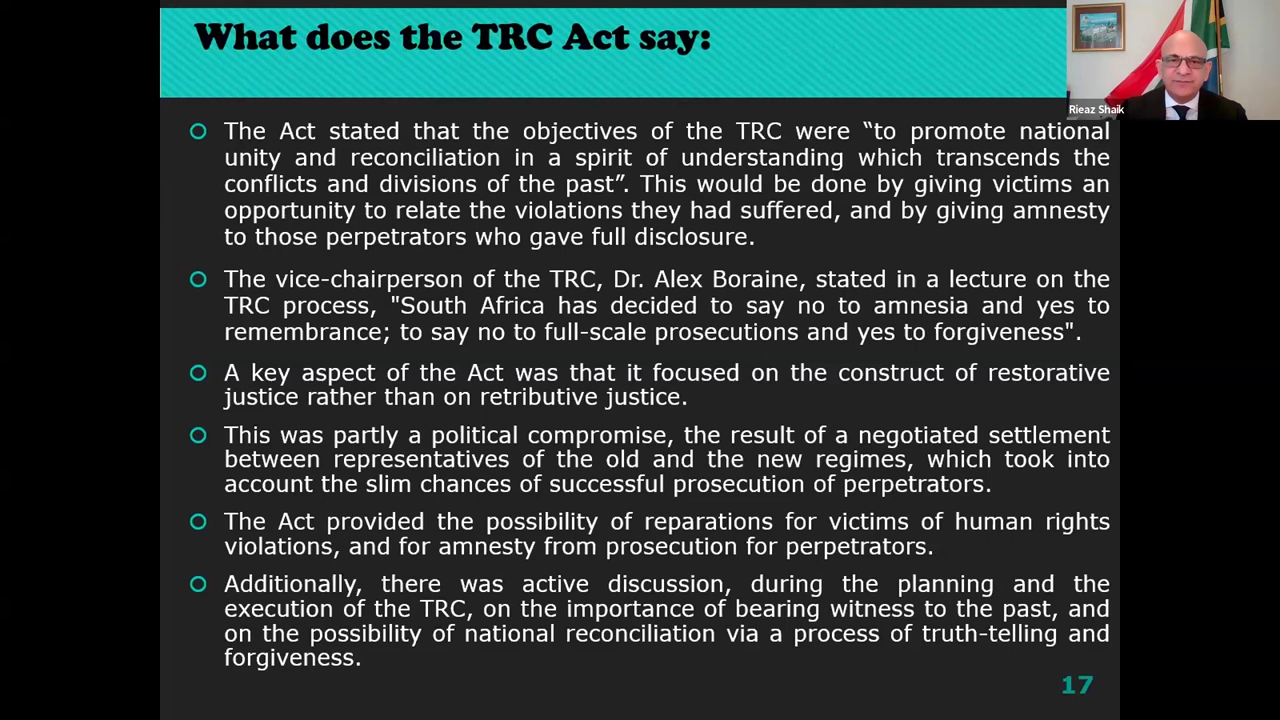 What does the TRC Act say:
Rieaz Shaik
The Act stated that the objectives of the TRC were “to promote national
unity and reconciliation in a spirit of understanding which transcends the
conflicts and divisions of the past”. This would be done by giving victims an
opportunity to relate the violations they had suffered, and by giving amnesty
to those perpetrators who gave full disclosure.
The vice-chairperson of the TRC, Dr. Alex Boraine, stated in a lecture on the
TRC process, "South Africa has decided to say no to amnesia and yes to
remembrance; to say no to full-scale prosecutions and yes to forgiveness".
A key aspect of the Act was that it focused on the construct of restorative
justice rather than on retributive justice.
This was partly a political compromise, the result of a negotiated settlement
between representatives of the old and the new regimes, which took into
account the slim chances of successful prosecution of perpetrators.
The Act provided the possibility of reparations for victims of human rights
violations, and for amnesty from prosecution for perpetrators.
Additionally, there was active discussion, during the planning and the
execution of the TRC, on the importance of bearing witness to the past, and
on the possibility of national reconciliation via a process of truth-telling and
forgiveness.
17